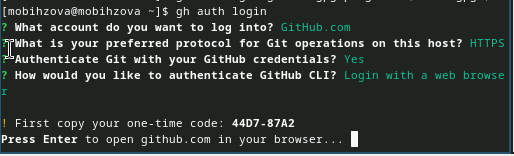 [mobihzova@mobihzova ~]$ gh auth login
? What account do you want to log into? GitHub.com
? What is your preferred protocol for Git operations on this host? HTTPS
? Authenticate Git with your GitHub credentials? Yes
? How would you like to authenticate GitHub CLI? Login with a web browse
r
! First copy your one-time code: 44D7-87A2
Press Enter to open github.com in your browser...